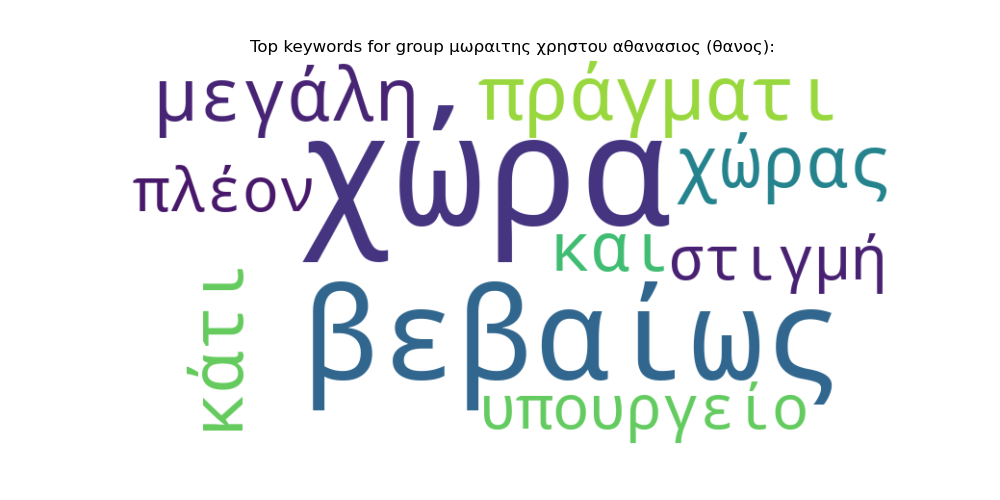 Top keywords for group μωραιτης χρηστου αθανασιος (θανος):
μεγάλη
πράγματι
χώρα
χώρας
πλέον
και
στιγμή
κάτι
βεβαίως
υπουργείο